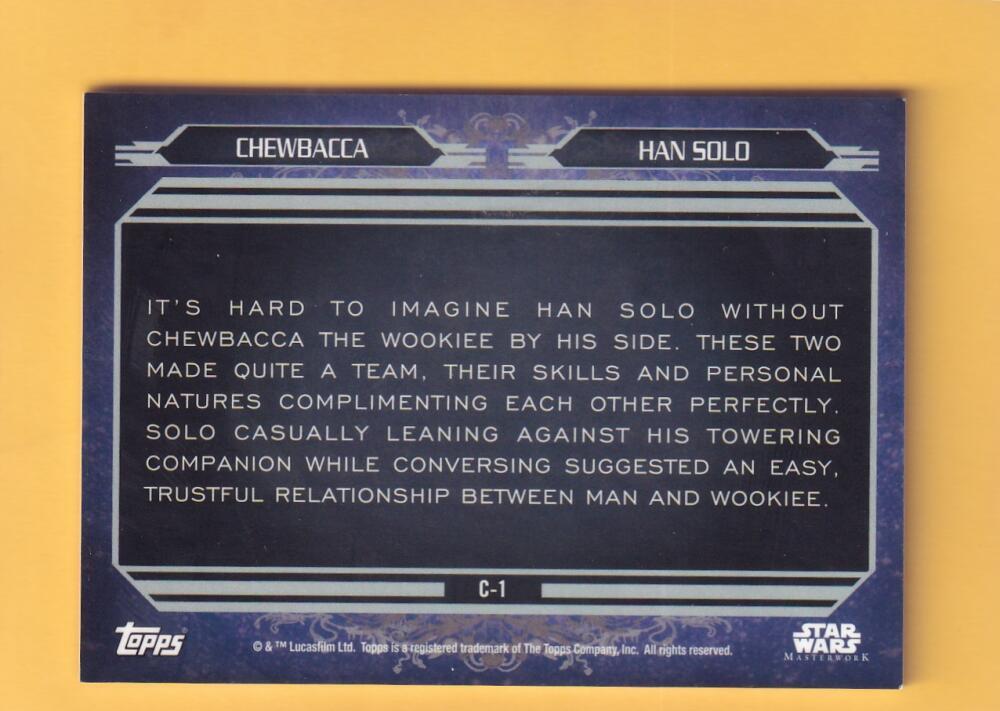 CHEWBACCA
HAN SOLO
IT'S HARD TO IMAGINE HAN SOLO WITHOUT
CHEWBACCA THE WOOKIEE BY HIS SIDE. THESE TWO
MADE QUITE A TEAM, THEIR SKILLS AND PERSONAL
NATURES COMPLIMENTING EACH OTHER PERFECTLY.
SOLO CASUALLY LEANING AGAINST HIS TOWERING
COMPANION WHILE CONVERSING SUGGESTED AN EASY,
TRUSTFUL RELATIONSHIP BETWEEN MAN AND WOOKIEE.
C-1
Topps®
© & ™ Lucasfilm Ltd. Topps is a registered trademark of The Topps Company, Inc. All rights reserved.
STAR
WARS
MASTERWORK